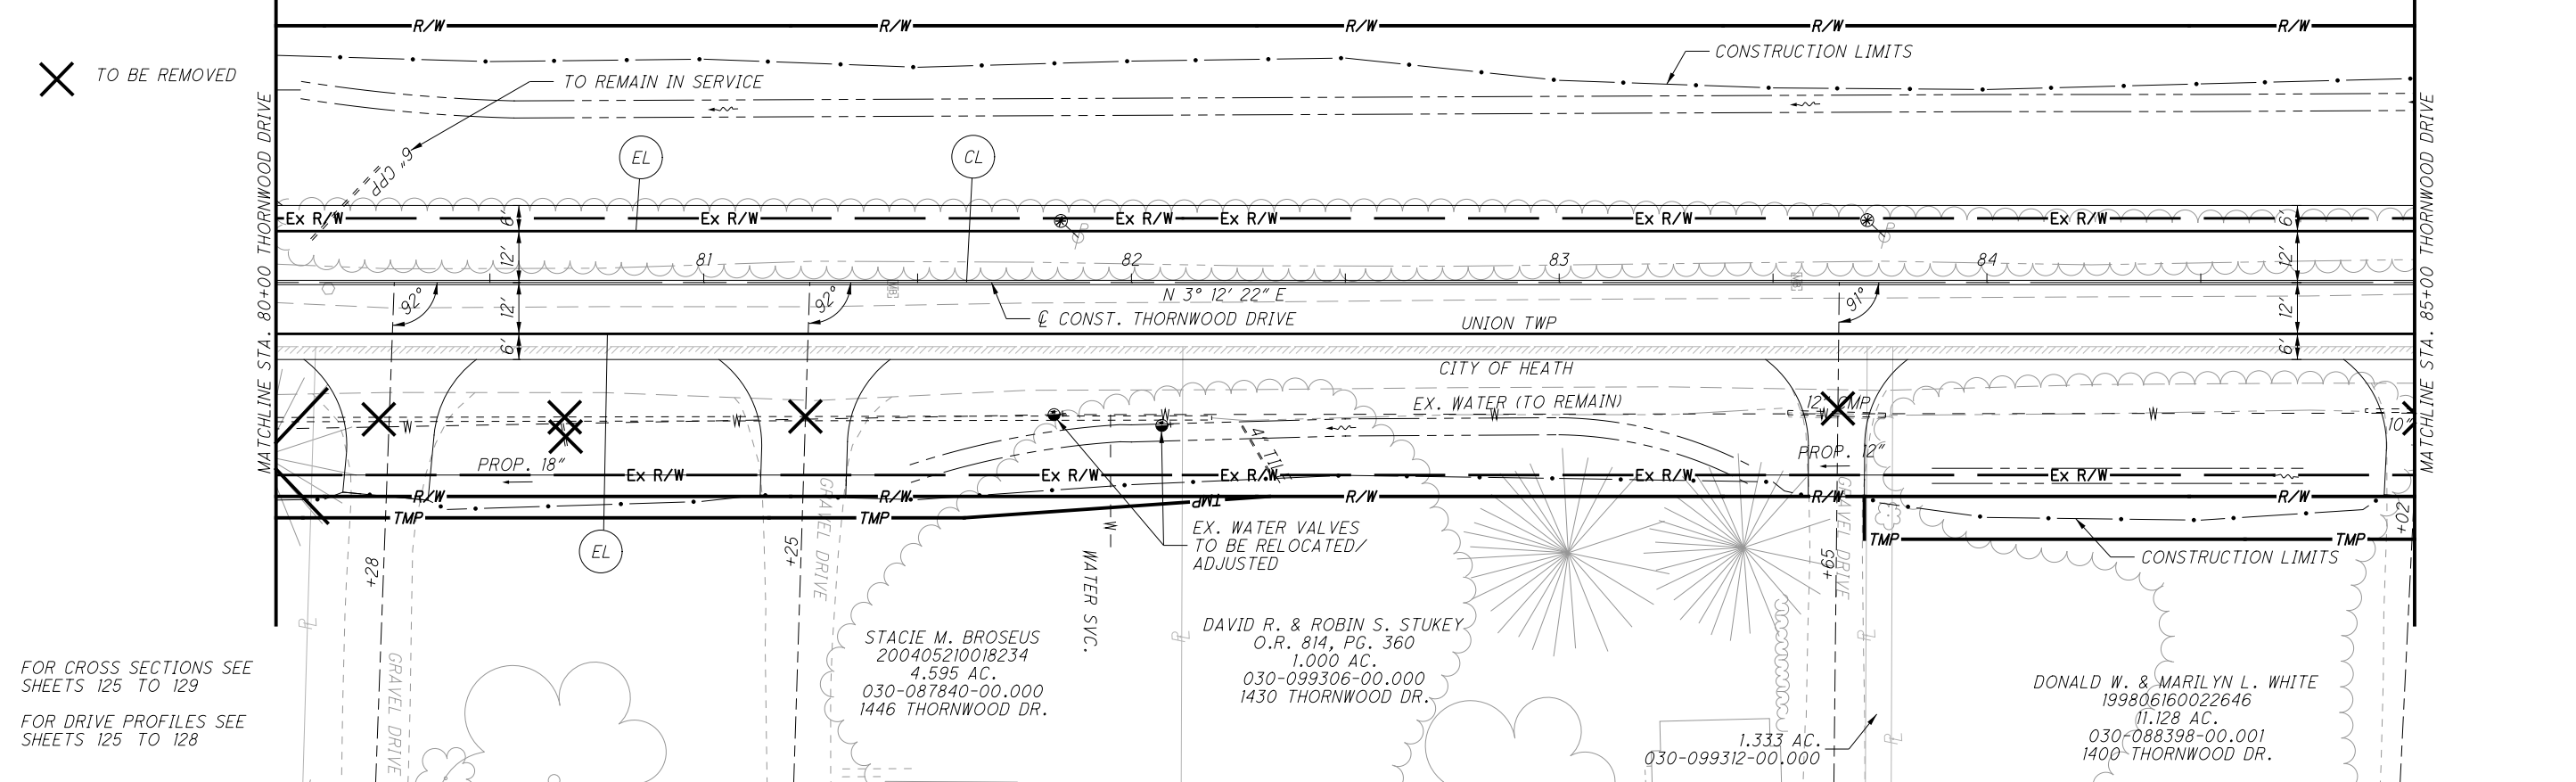 R/W R/W R/W R/W R/W
CONSTRUCTION LIMITS
TO BE REMOVED
TO REMAIN IN SERVICE
MATCHLINE STA. 80+00 THORNWOOD DRIVE
MATCHLINE STA. 85+00 THORNWOOD DRIVE
6" CPP
EL
CL
Ex R/W Ex R/W Ex R/W Ex R/W Ex R/W Ex R/W
6'
12'
12'
6'
6'
12'
12'
6'
81 82 83 84
92° 92° 91°
N 3° 12' 22" E
℄ CONST. THORNWOOD DRIVE
UNION TWP
CITY OF HEATH
EX. WATER (TO REMAIN)
12" CMP
10"
W W W W W W W
4" TILE
PROP. 18"
PROP. 12"
Ex R/W Ex R/W Ex R/W Ex R/W Ex R/W
R/W R/W R/W R/W R/W
TMP TMP TMP TMP TMP
EX. WATER VALVES
TO BE RELOCATED/
ADJUSTED
W
WATER SVC.
EL
+28
+25
+65
+02
GRAVEL DRIVE
GRAVEL DRIVE
GRAVEL DRIVE
CONSTRUCTION LIMITS
STACIE M. BROSEUS
200405210018234
4.595 AC.
030-087840-00.000
1446 THORNWOOD DR.
DAVID R. & ROBIN S. STUKEY
O.R. 814, PG. 360
1.000 AC.
030-099306-00.000
1430 THORNWOOD DR.
1.333 AC.
030-099312-00.000
DONALD W. & MARILYN L. WHITE
199806160022646
11.128 AC.
030-088398-00.001
1400 THORNWOOD DR.
FOR CROSS SECTIONS SEE
SHEETS 125 TO 129
FOR DRIVE PROFILES SEE
SHEETS 125 TO 128